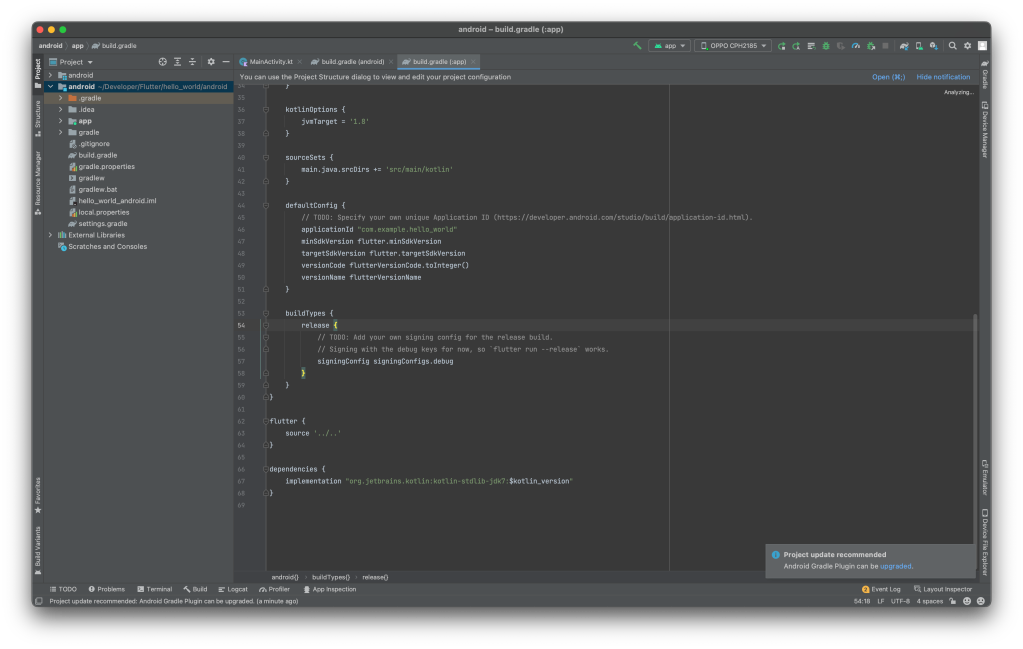 android – build.gradle (:app)
android › app › build.gradle
app
OPPO CPH2185
Project
MainActivity.kt
build.gradle (android)
build.gradle (:app)
You can use the Project Structure dialog to view and edit your project configuration
Open (⌘;)
Hide notification
Analyzing...
Project
Structure
Resource Manager
Favorites
Build Variants
android
android ~/Developer/Flutter/hello_world/android
.gradle
.idea
app
gradle
.gitignore
build.gradle
gradle.properties
gradlew
gradlew.bat
hello_world_android.iml
local.properties
settings.gradle
External Libraries
Scratches and Consoles
34 }
35
36 kotlinOptions {
37 jvmTarget = '1.8'
38 }
39
40 sourceSets {
41 main.java.srcDirs += 'src/main/kotlin'
42 }
43
44 defaultConfig {
45 // TODO: Specify your own unique Application ID (https://developer.android.com/studio/build/application-id.html).
46 applicationId "com.example.hello_world"
47 minSdkVersion flutter.minSdkVersion
48 targetSdkVersion flutter.targetSdkVersion
49 versionCode flutterVersionCode.toInteger()
50 versionName flutterVersionName
51 }
52
53 buildTypes {
54 release {
55 // TODO: Add your own signing config for the release build.
56 // Signing with the debug keys for now, so `flutter run --release` works.
57 signingConfig signingConfigs.debug
58 }
59 }
60 }
61
62 flutter {
63 source '../..'
64 }
65
66 dependencies {
67 implementation "org.jetbrains.kotlin:kotlin-stdlib-jdk7:$kotlin_version"
68 }
69
Gradle
Device Manager
Emulator
Device File Explorer
Project update recommended
Android Gradle Plugin can be upgraded.
android{} › buildTypes{} › release{}
TODO
Problems
Terminal
Build
Logcat
Profiler
App Inspection
2 Event Log
Layout Inspector
Project update recommended: Android Gradle Plugin can be upgraded. (a minute ago)
54:18 LF UTF-8 4 spaces